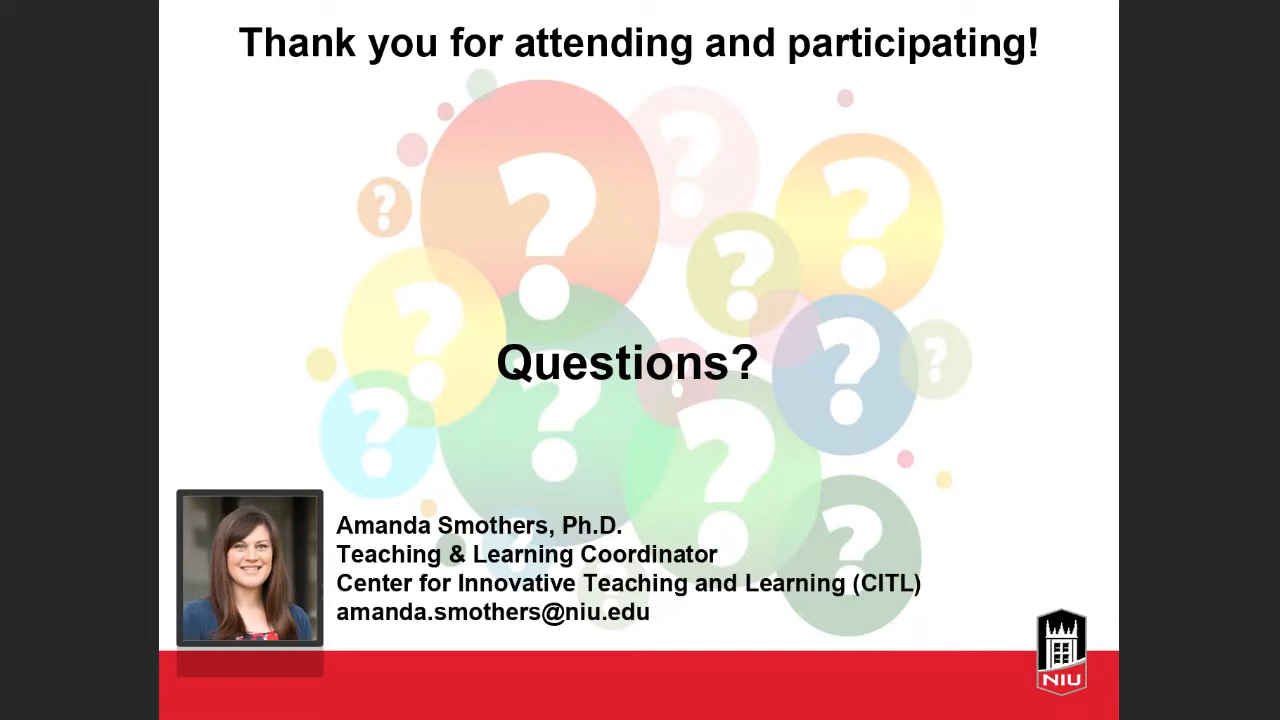 Thank you for attending and participating!
Questions?
Amanda Smothers, Ph.D.
Teaching & Learning Coordinator
Center for Innovative Teaching and Learning (CITL)
amanda.smothers@niu.edu
NIU